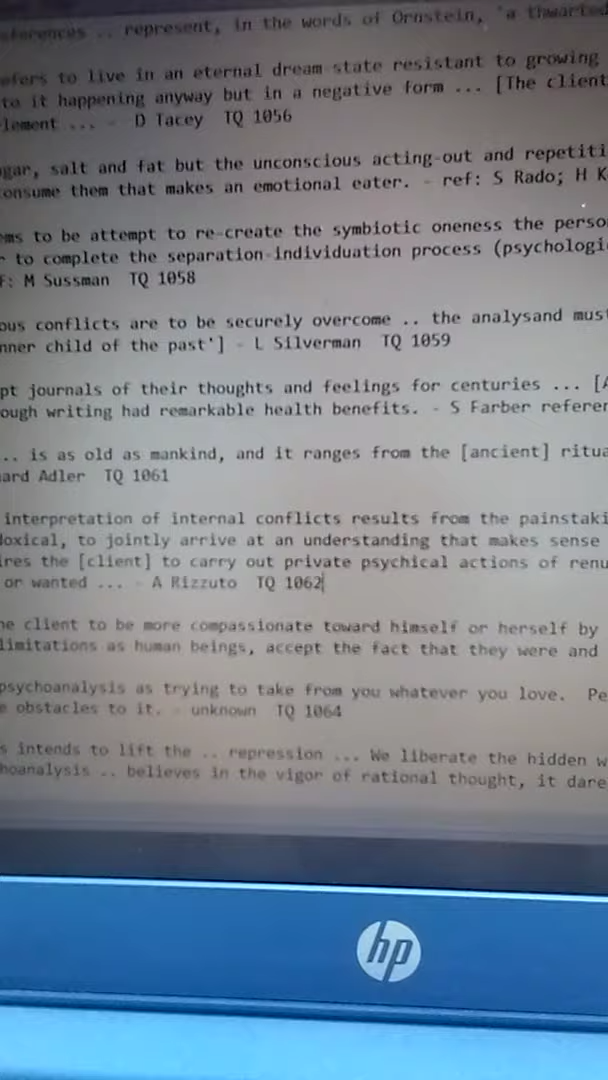 ferences .. represent, in the words of Ornstein, 'a thwarted
efers to live in an eternal dream state resistant to growing
to it happening anyway but in a negative form ... [The client
lement ... - D Tacey TQ 1056
gar, salt and fat but the unconscious acting-out and repetiti
onsume them that makes an emotional eater. - ref: S Rado; H K
ms to be attempt to re-create the symbiotic oneness the perso
r to complete the separation-individuation process (psychologi
f: M Sussman TQ 1058
ous conflicts are to be securely overcome .. the analysand must
nner child of the past'] - L Silverman TQ 1059
pt journals of their thoughts and feelings for centuries ... [A
ough writing had remarkable health benefits. - S Farber referen
.. is as old as mankind, and it ranges from the [ancient] ritua
ard Adler TQ 1061
interpretation of internal conflicts results from the painstaki
doxical, to jointly arrive at an understanding that makes sense
ires the [client] to carry out private psychical actions of renu
or wanted ... - A Rizzuto TQ 1062
he client to be more compassionate toward himself or herself by
limitations as human beings, accept the fact that they were and
psychoanalysis as trying to take from you whatever you love. Pe
e obstacles to it. - unknown TQ 1064
s intends to lift the .. repression ... We liberate the hidden w
hoanalysis .. believes in the vigor of rational thought, it dare
hp